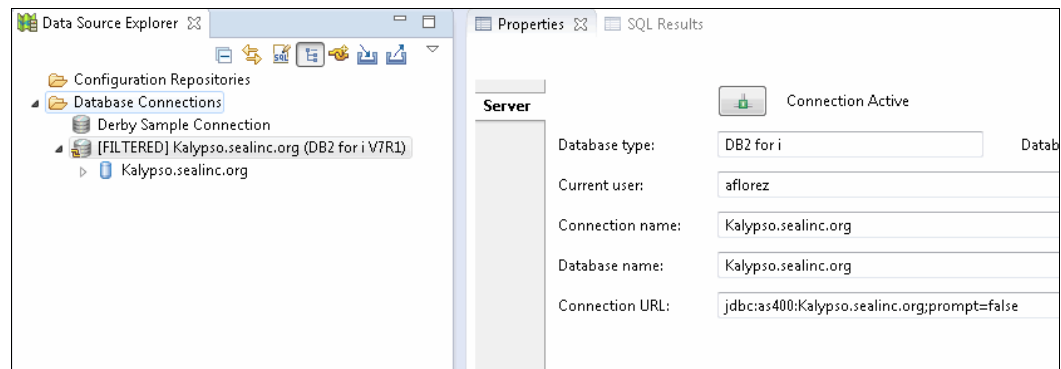 Data Source Explorer
Configuration Repositories
Database Connections
Derby Sample Connection
[FILTERED] Kalypso.sealinc.org (DB2 for i V7R1)
Kalypso.sealinc.org
Properties SQL Results
Server
Connection Active
Database type: DB2 for i Datab
Current user: aflorez
Connection name: Kalypso.sealinc.org
Database name: Kalypso.sealinc.org
Connection URL: jdbc:as400:Kalypso.sealinc.org;prompt=false